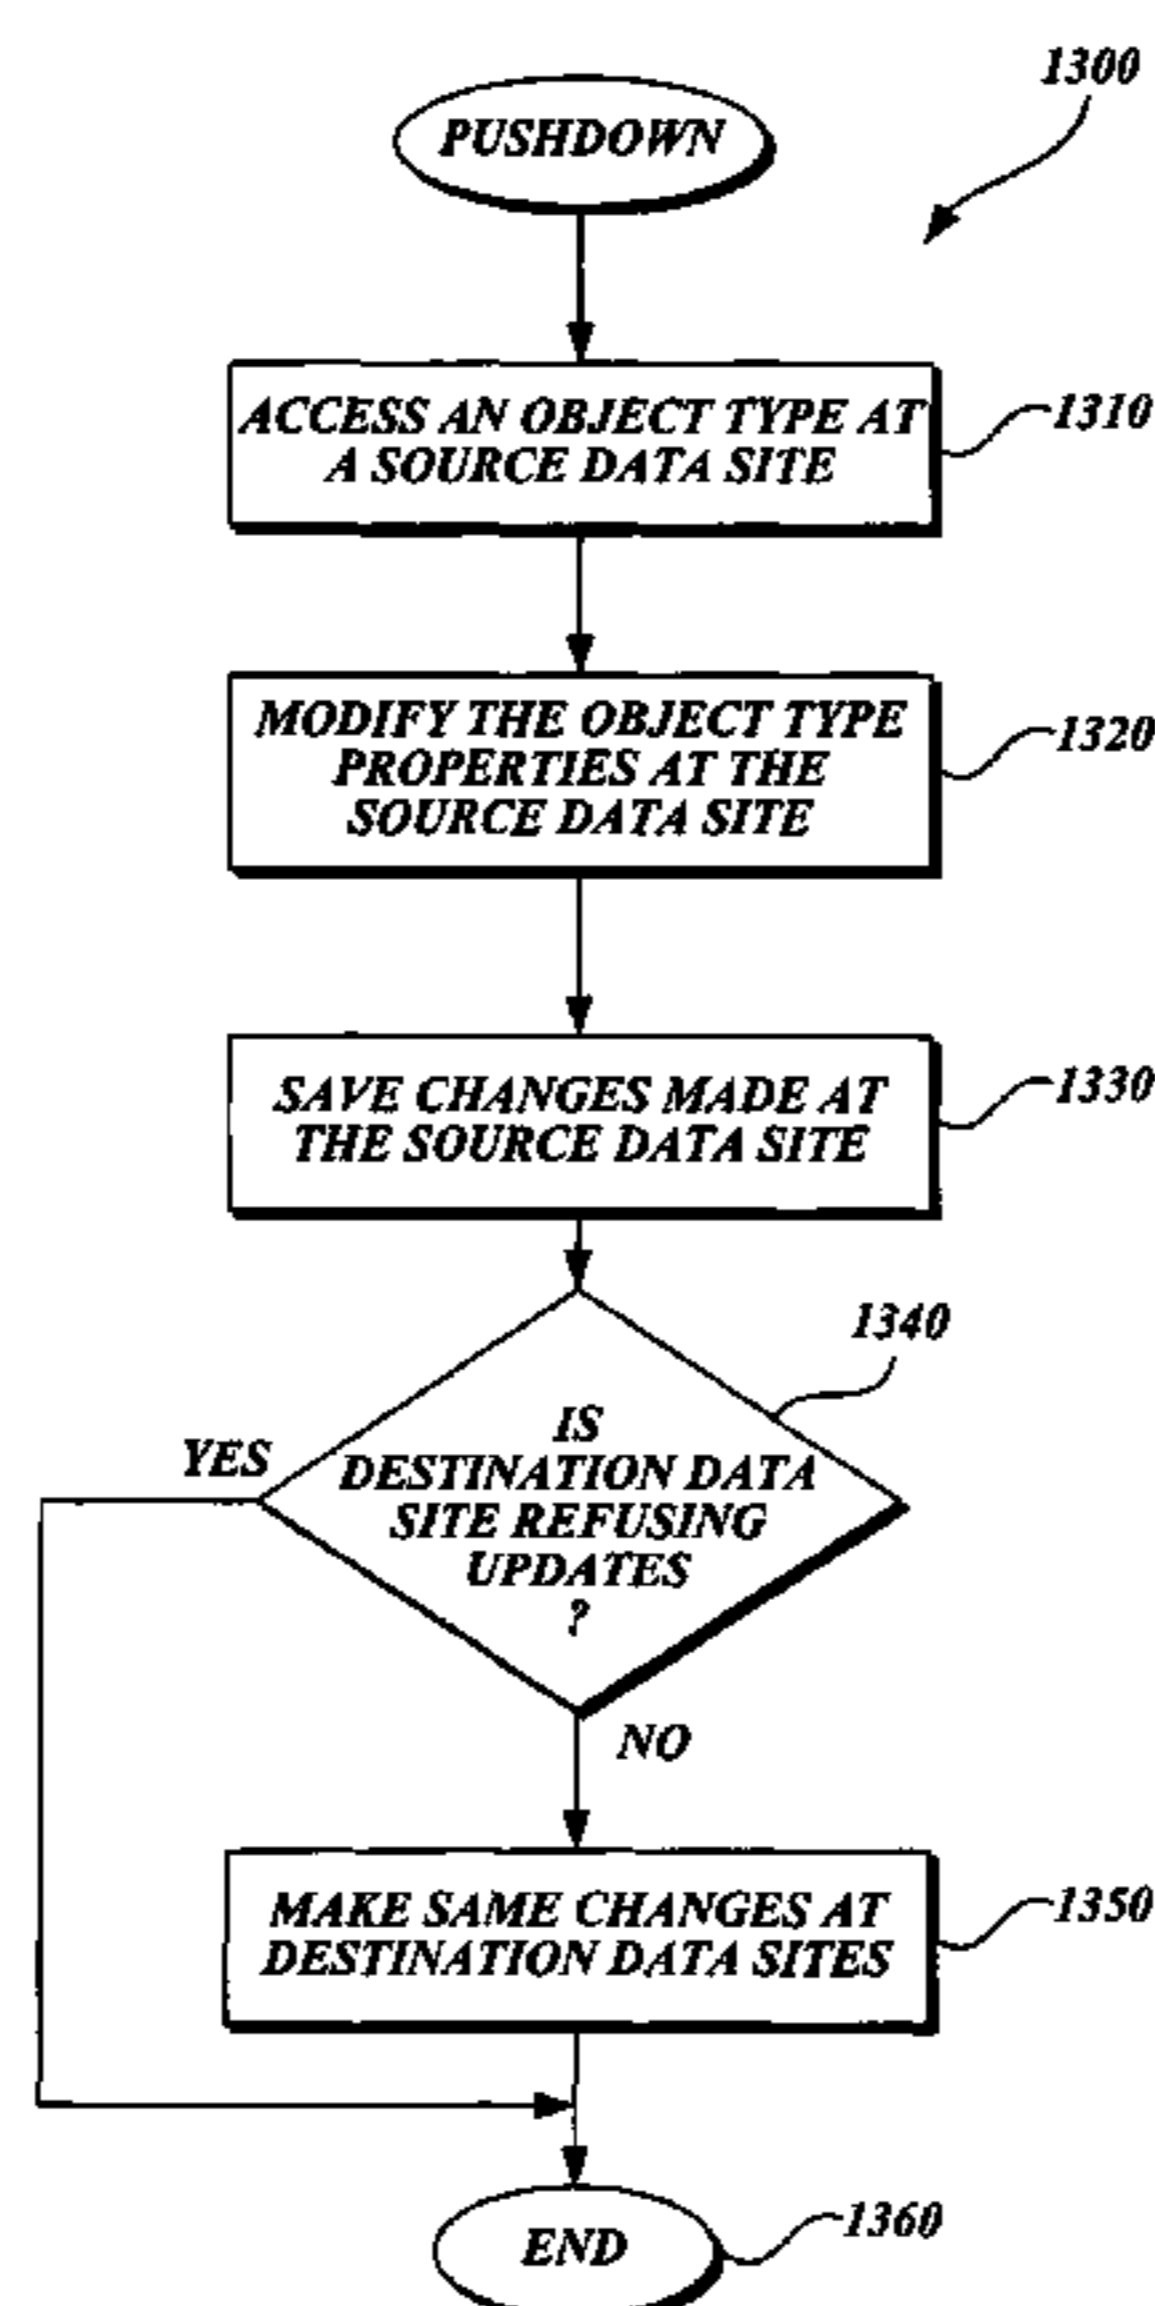 1300
PUSHDOWN
ACCESS AN OBJECT TYPE AT
A SOURCE DATA SITE
1310
MODIFY THE OBJECT TYPE
PROPERTIES AT THE
SOURCE DATA SITE
1320
SAVE CHANGES MADE AT
THE SOURCE DATA SITE
1330
1340
IS
DESTINATION DATA
SITE REFUSING
UPDATES
?
YES
NO
MAKE SAME CHANGES AT
DESTINATION DATA SITES
1350
END
1360